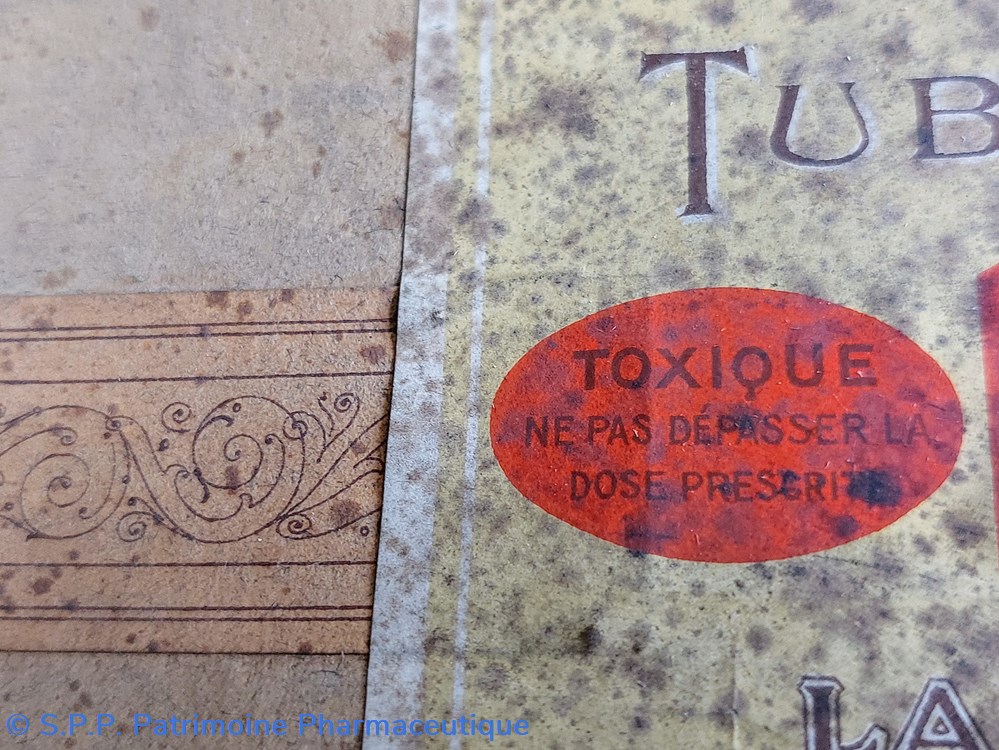 TUB
TOXIQUE
NE PAS DÉPASSER LA
DOSE PRESCRITE
LA
© S.P.P. Patrimoine Pharmaceutique